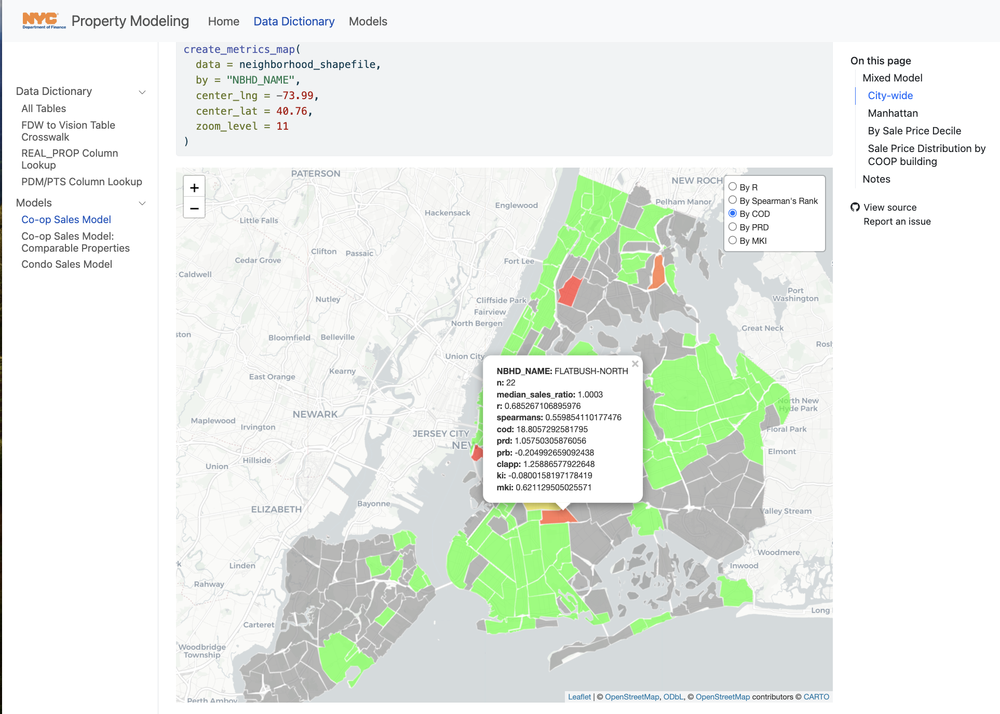 NYC
Department of Finance
Property Modeling
Home
Data Dictionary
Models
Data Dictionary
All Tables
FDW to Vision Table
Crosswalk
REAL_PROP Column
Lookup
PDM/PTS Column Lookup
Models
Co-op Sales Model
Co-op Sales Model:
Comparable Properties
Condo Sales Model
create_metrics_map(
data = neighborhood_shapefile,
by = "NBHD_NAME",
center_lng = -73.99,
center_lat = 40.76,
zoom_level = 11
)
+
−
PATERSON
NEW ROCH
Pelham Manor
Englewood
Hackensack
Little Falls
Clifton
Passaic
Cedar Grove
Fort Lee
Caldwell
Port
Washington
Nutley
Cliffside Park
Fairview
North Bergen
Great Neck
ston
Bloomfield
Belleville
Rosl
Union City
Kearny
East Orange
North New
Hyde Park
NEWARK
Maplewood
Irvington
JERSEY CITY
NEW
Floral Park
Elmont
Hillside
Union
Bayonne
ELIZABETH
Valley Stream
Woodmere
Linden
Inwood
Rahway
Long
Carteret
Woodbridge
Township
Perth Amboy
By R
By Spearman's Rank
By COD
By PRD
By MKI
×
NBHD_NAME: FLATBUSH-NORTH
n: 22
median_sales_ratio: 1.0003
r: 0.685267106895976
spearmans: 0.559854110177476
cod: 18.8057292581795
prd: 1.05750305876056
prb: -0.204992659092438
clapp: 1.25886577922648
ki: -0.0800158197178419
mki: 0.621129505025571
Leaflet | © OpenStreetMap, ODbL, © OpenStreetMap contributors © CARTO
On this page
Mixed Model
City-wide
Manhattan
By Sale Price Decile
Sale Price Distribution by
COOP building
Notes
View source
Report an issue